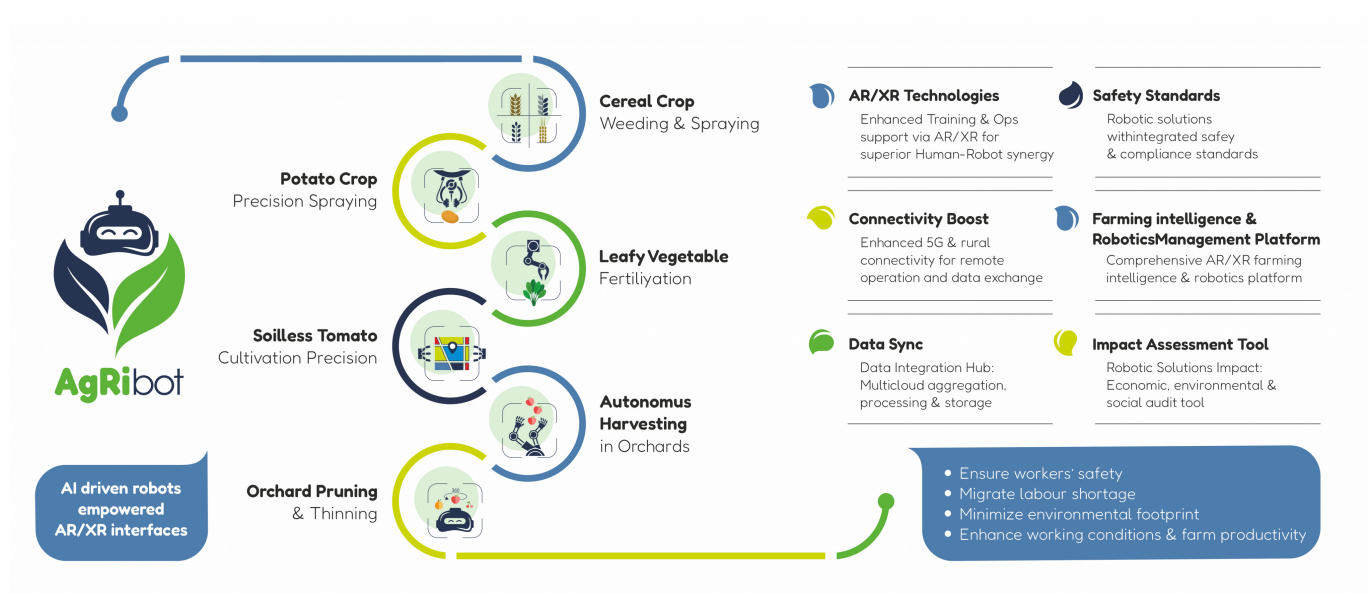 AgRibot
AI driven robots
empowered
AR/XR interfaces
Cereal Crop
Weeding & Spraying
Potato Crop
Precision Spraying
Leafy Vegetable
Fertiliyation
Soilless Tomato
Cultivation Precision
Autonomus
Harvesting
in Orchards
360
Orchard Pruning
& Thinning
AR/XR Technologies
Enhanced Training & Ops
support via AR/XR for
superior Human-Robot synergy
Safety Standards
Robotic solutions
withintegrated safey
& compliance standards
Connectivity Boost
Enhanced 5G & rural
connectivity for remote
operation and data exchange
Farming intelligence &
RoboticsManagement Platform
Comprehensive AR/XR farming
intelligence & robotics platform
Data Sync
Data Integration Hub:
Multicloud aggregation,
processing & storage
Impact Assessment Tool
Robotic Solutions Impact:
Economic, environmental &
social audit tool
• Ensure workers' safety
• Migrate labour shortage
• Minimize environmental footprint
• Enhance working conditions & farm productivity